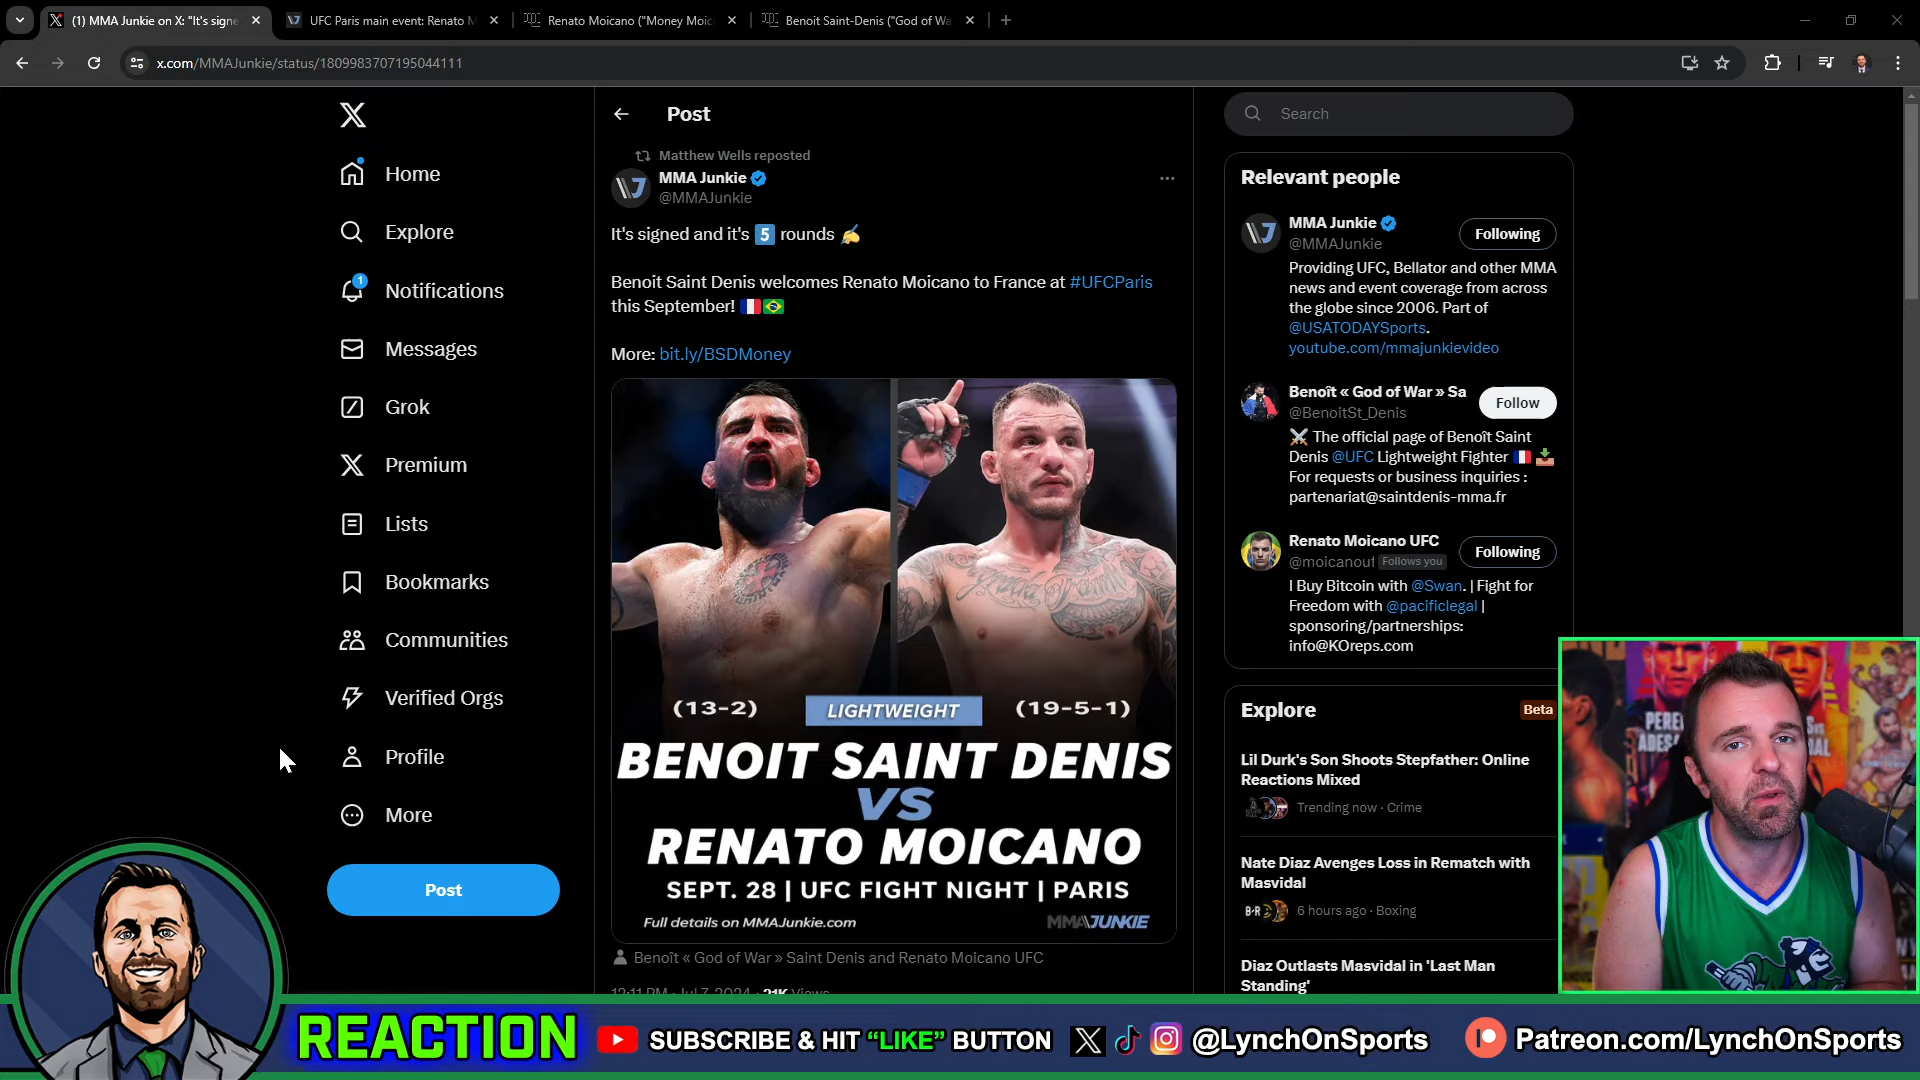 (1) MMA Junkie on X: "It's signe
UFC Paris main event: Renato M
Renato Moicano ("Money Moic
Benoit Saint-Denis ("God of Wa
x.com/MMAJunkie/status/1809983707195044111
Home
Explore
1
Notifications
Messages
Grok
Premium
Lists
Bookmarks
Communities
Verified Orgs
Profile
More
Post
Post
Matthew Wells reposted
MMA Junkie
@MMAJunkie
It's signed and it's 5 rounds ✍
Benoit Saint Denis welcomes Renato Moicano to France at #UFCParis
this September! 🇫🇷🇧🇷
More: bit.ly/BSDMoney
(13-2)
LIGHTWEIGHT
(19-5-1)
BENOIT SAINT DENIS
VS
RENATO MOICANO
SEPT. 28 | UFC FIGHT NIGHT | PARIS
Full details on MMAJunkie.com
MMAJUNKIE
Benoît « God of War » Saint Denis and Renato Moicano UFC
12:11 PM · Jul 7, 2024 · 21K Views
Search
Relevant people
MMA Junkie
@MMAJunkie
Following
Providing UFC, Bellator and other MMA
news and event coverage from across
the globe since 2006. Part of
@USATODAYSports.
youtube.com/mmajunkievideo
Benoît « God of War » Sa
@BenoitSt_Denis
Follow
⚔ The official page of Benoît Saint
Denis @UFC Lightweight Fighter 🇫🇷 📥
For requests or business inquiries :
partenariat@saintdenis-mma.fr
Renato Moicano UFC
@moicanouf Follows you
Following
I Buy Bitcoin with @Swan. | Fight for
Freedom with @pacificlegal |
sponsoring/partnerships:
info@KOreps.com
Explore
Beta
Lil Durk's Son Shoots Stepfather: Online
Reactions Mixed
Trending now · Crime
Nate Diaz Avenges Loss in Rematch with
Masvidal
B/R
6 hours ago · Boxing
Diaz Outlasts Masvidal in 'Last Man
Standing'
REACTION
SUBSCRIBE & HIT “LIKE” BUTTON
@LynchOnSports
Patreon.com/LynchOnSports